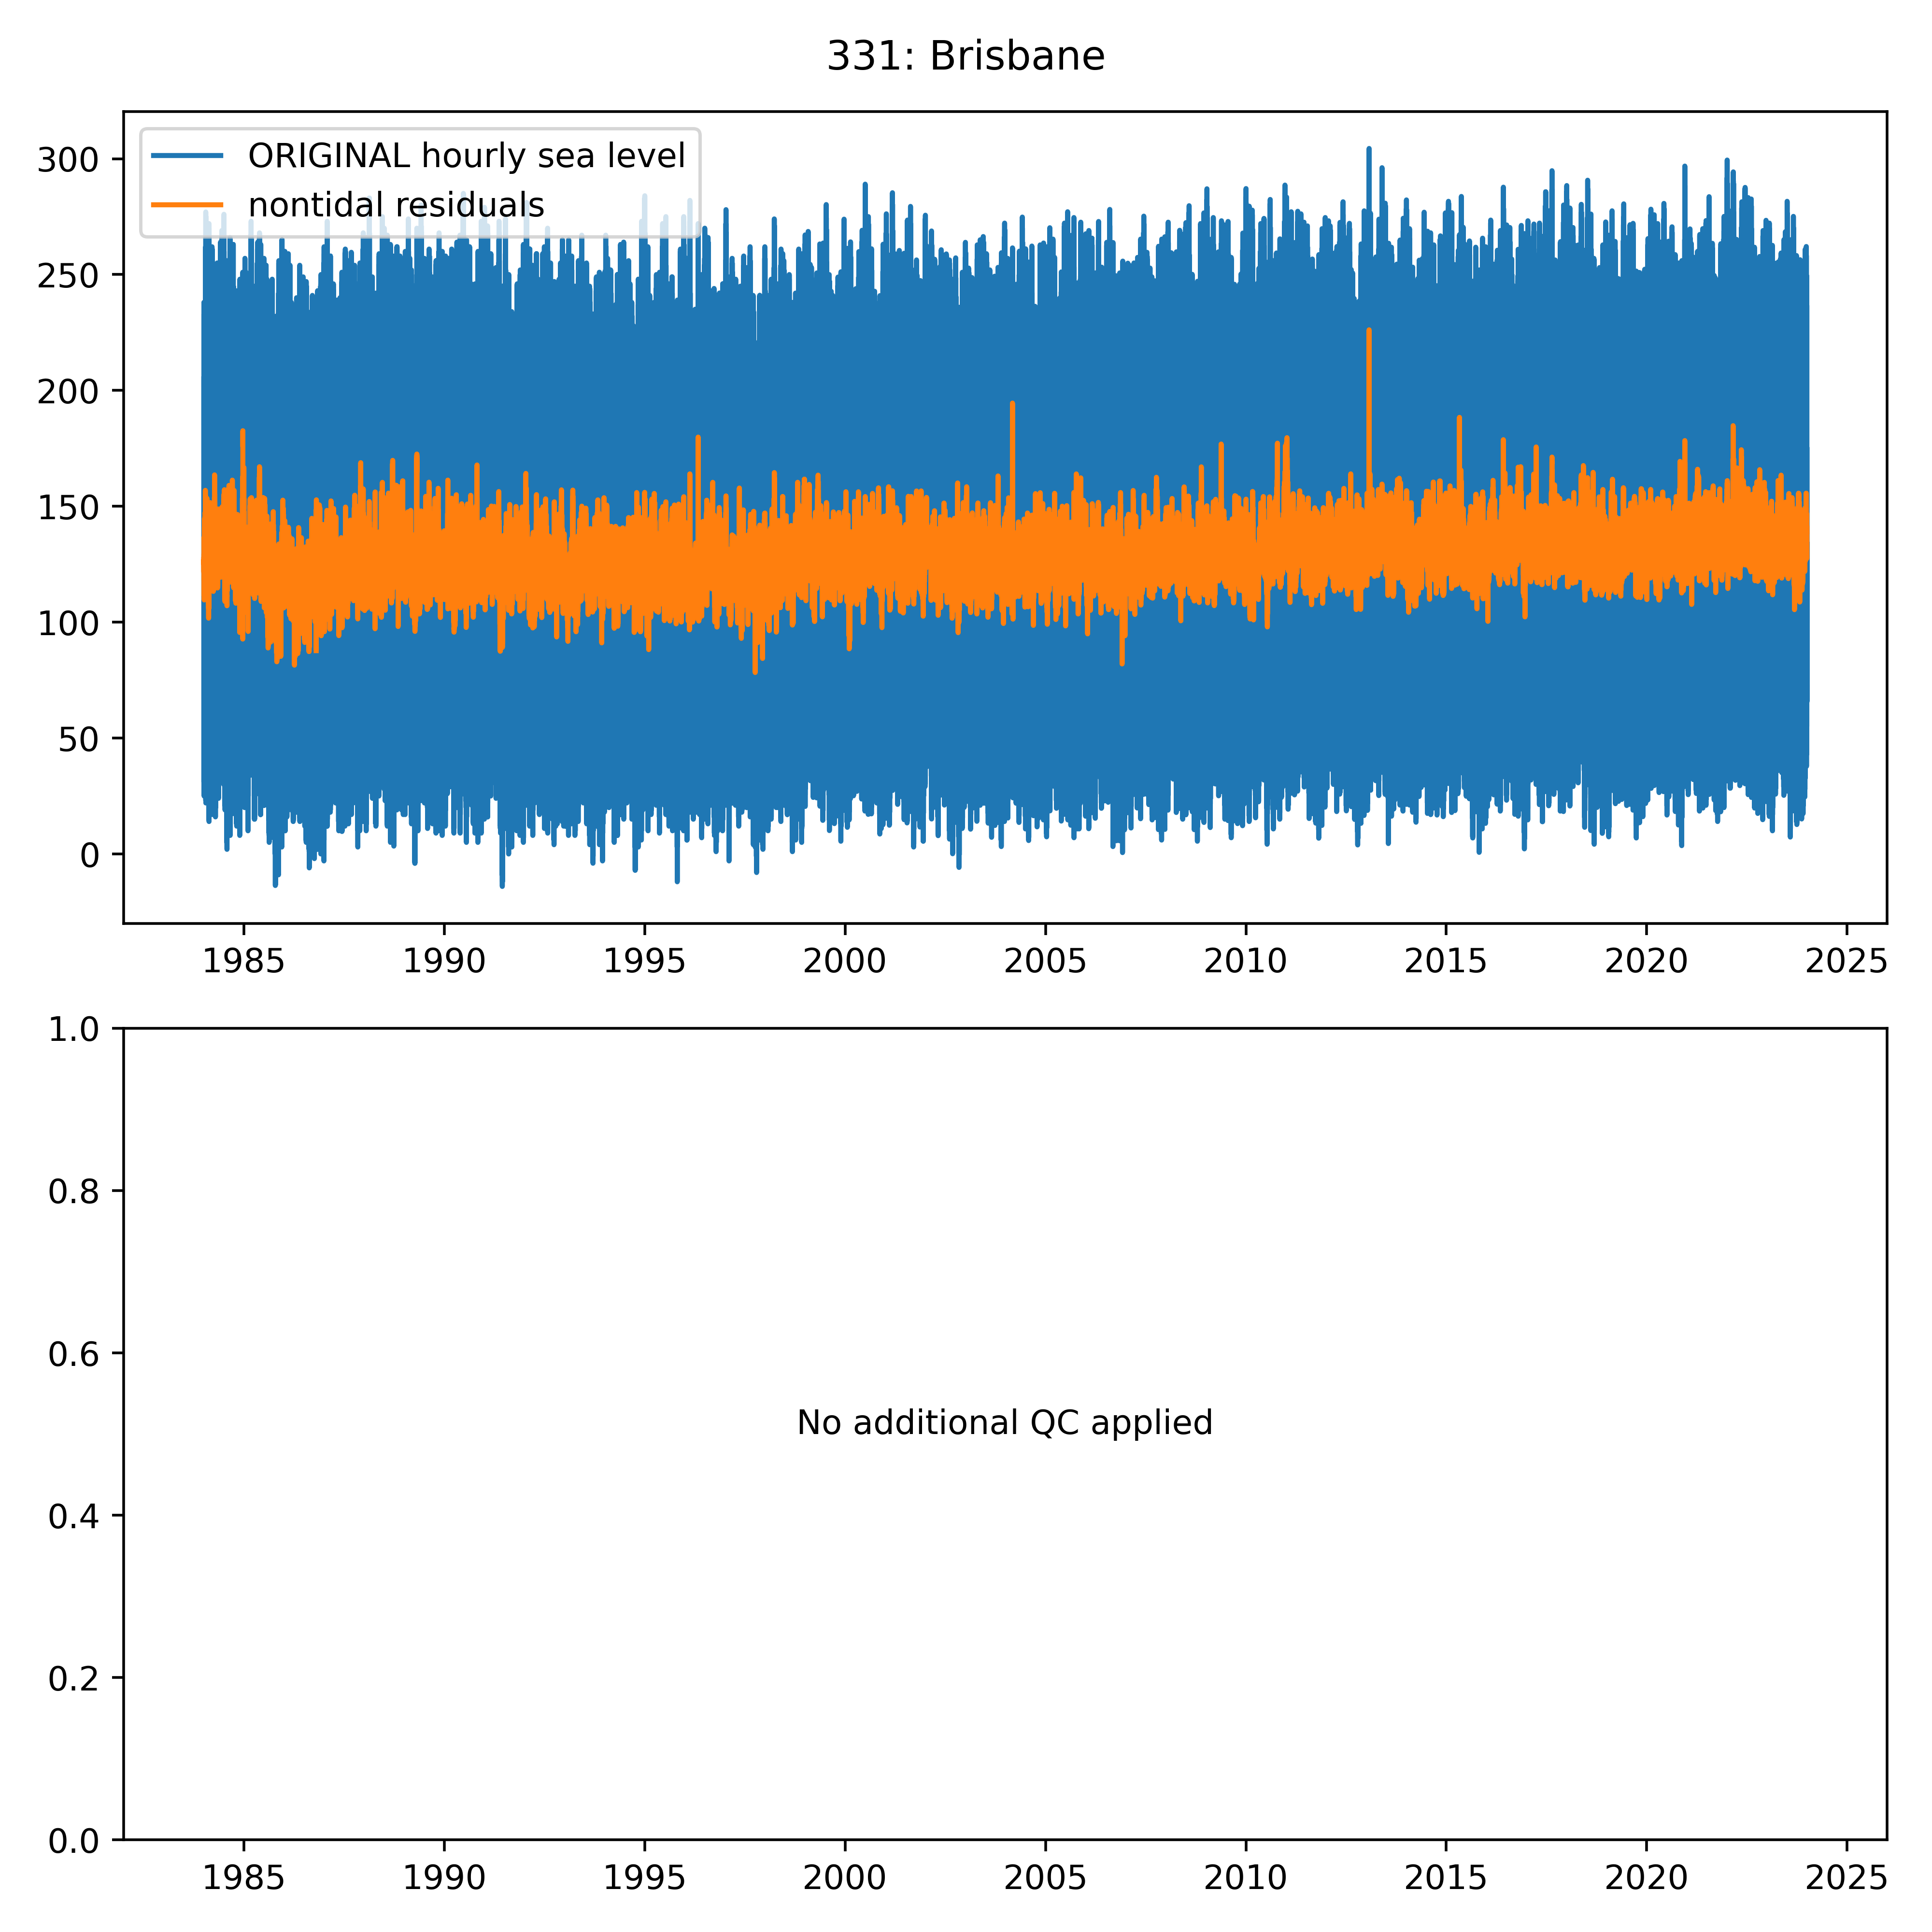 331: Brisbane
ORIGINAL hourly sea level
nontidal residuals
300
250
200
150
100
50
0
1985 1990 1995 2000 2005 2010 2015 2020 2025
1.0
0.8
0.6
No additional QC applied
0.4
0.2
0.0
1985 1990 1995 2000 2005 2010 2015 2020 2025